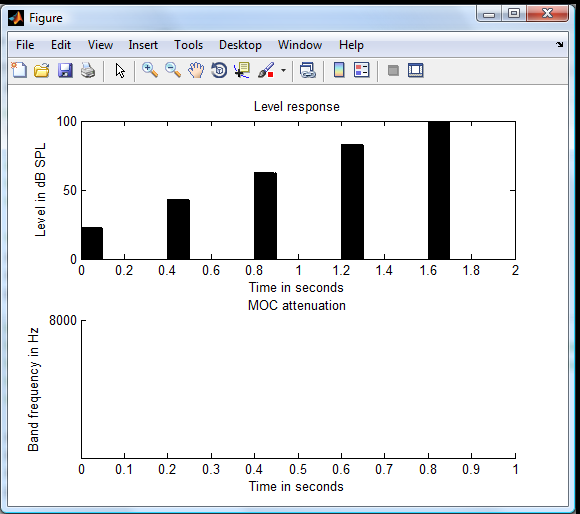 Figure
File Edit View Insert Tools Desktop Window Help
Level response
100
50
0
Level in dB SPL
0 0.2 0.4 0.6 0.8 1 1.2 1.4 1.6 1.8 2
Time in seconds
MOC attenuation
8000
Band frequency in Hz
0 0.1 0.2 0.3 0.4 0.5 0.6 0.7 0.8 0.9 1
Time in seconds